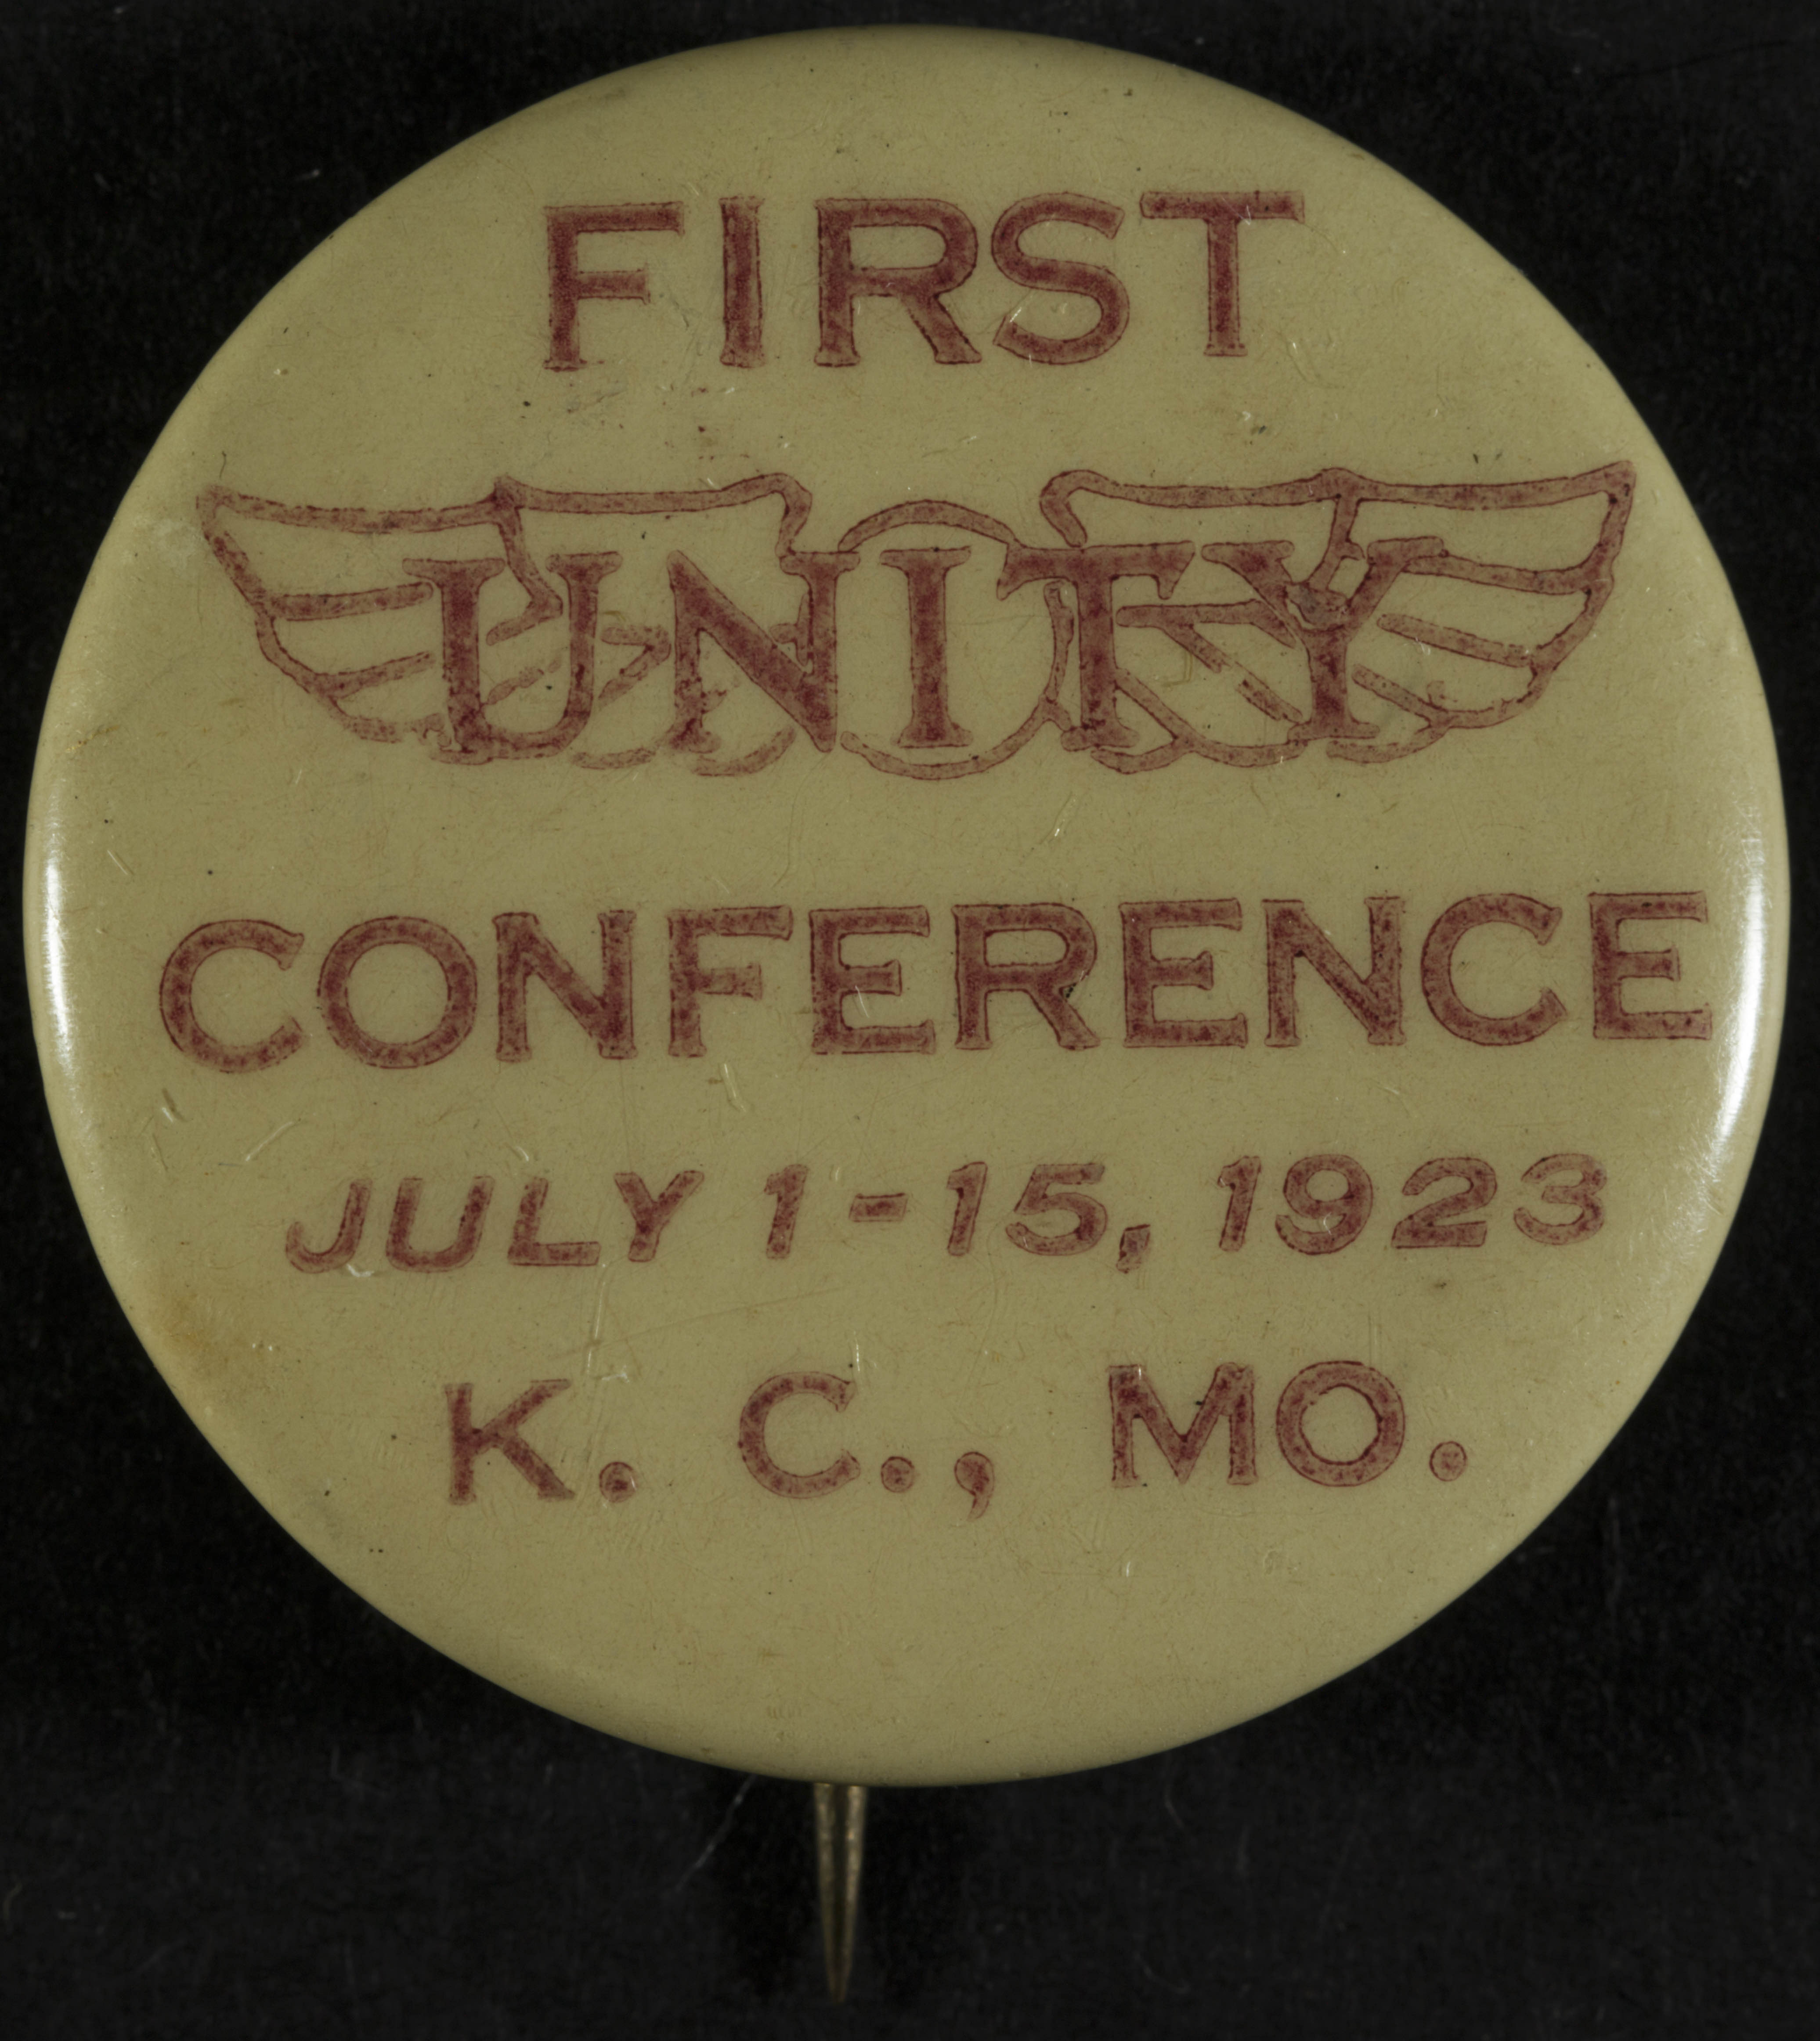 FIRST
UNITY
CONFERENCE
JULY 1-15, 1923
K. C., MO.